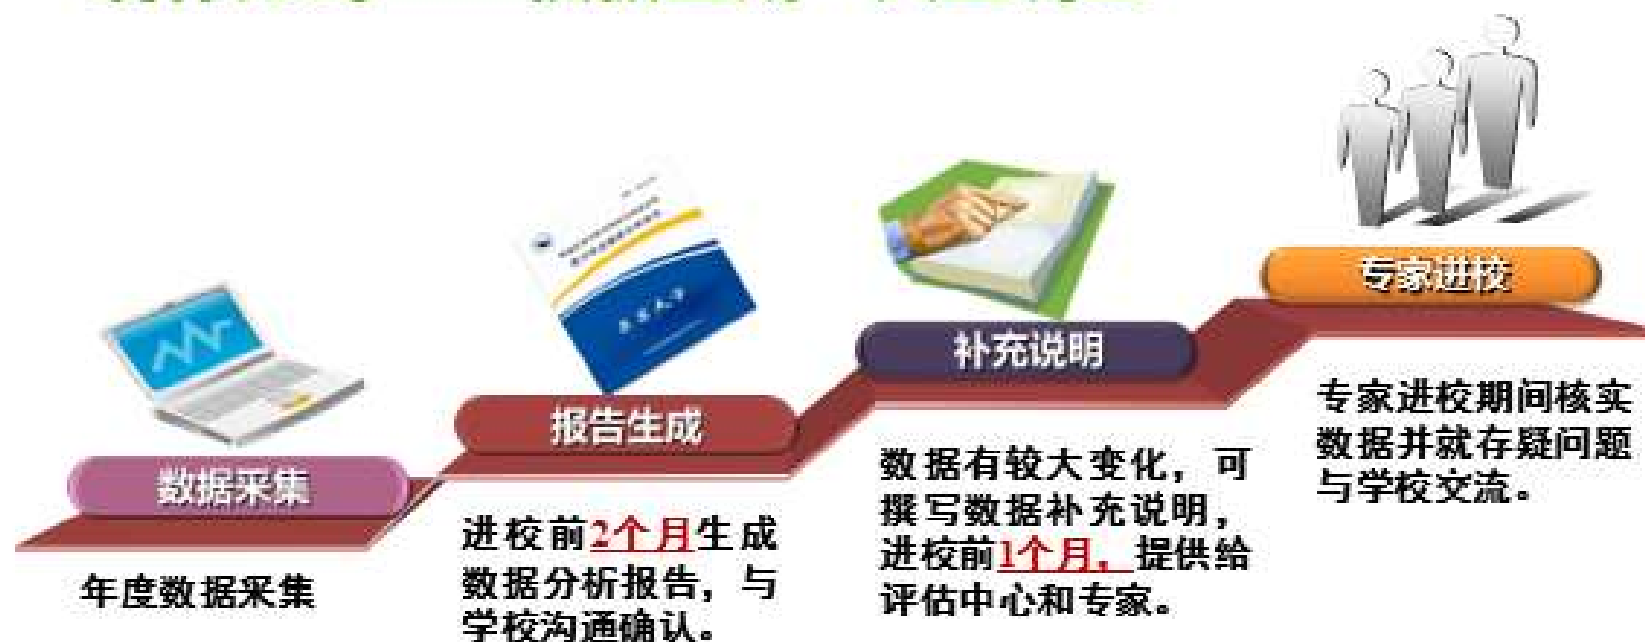 数据采集
年度数据采集
报告生成
进校前2个月生成
数据分析报告，与
学校沟通确认。
补充说明
数据有较大变化，可
撰写数据补充说明，
进校前1个月，提供给
评估中心和专家。
专家进校
专家进校期间核实
数据并就存疑问题
与学校交流。